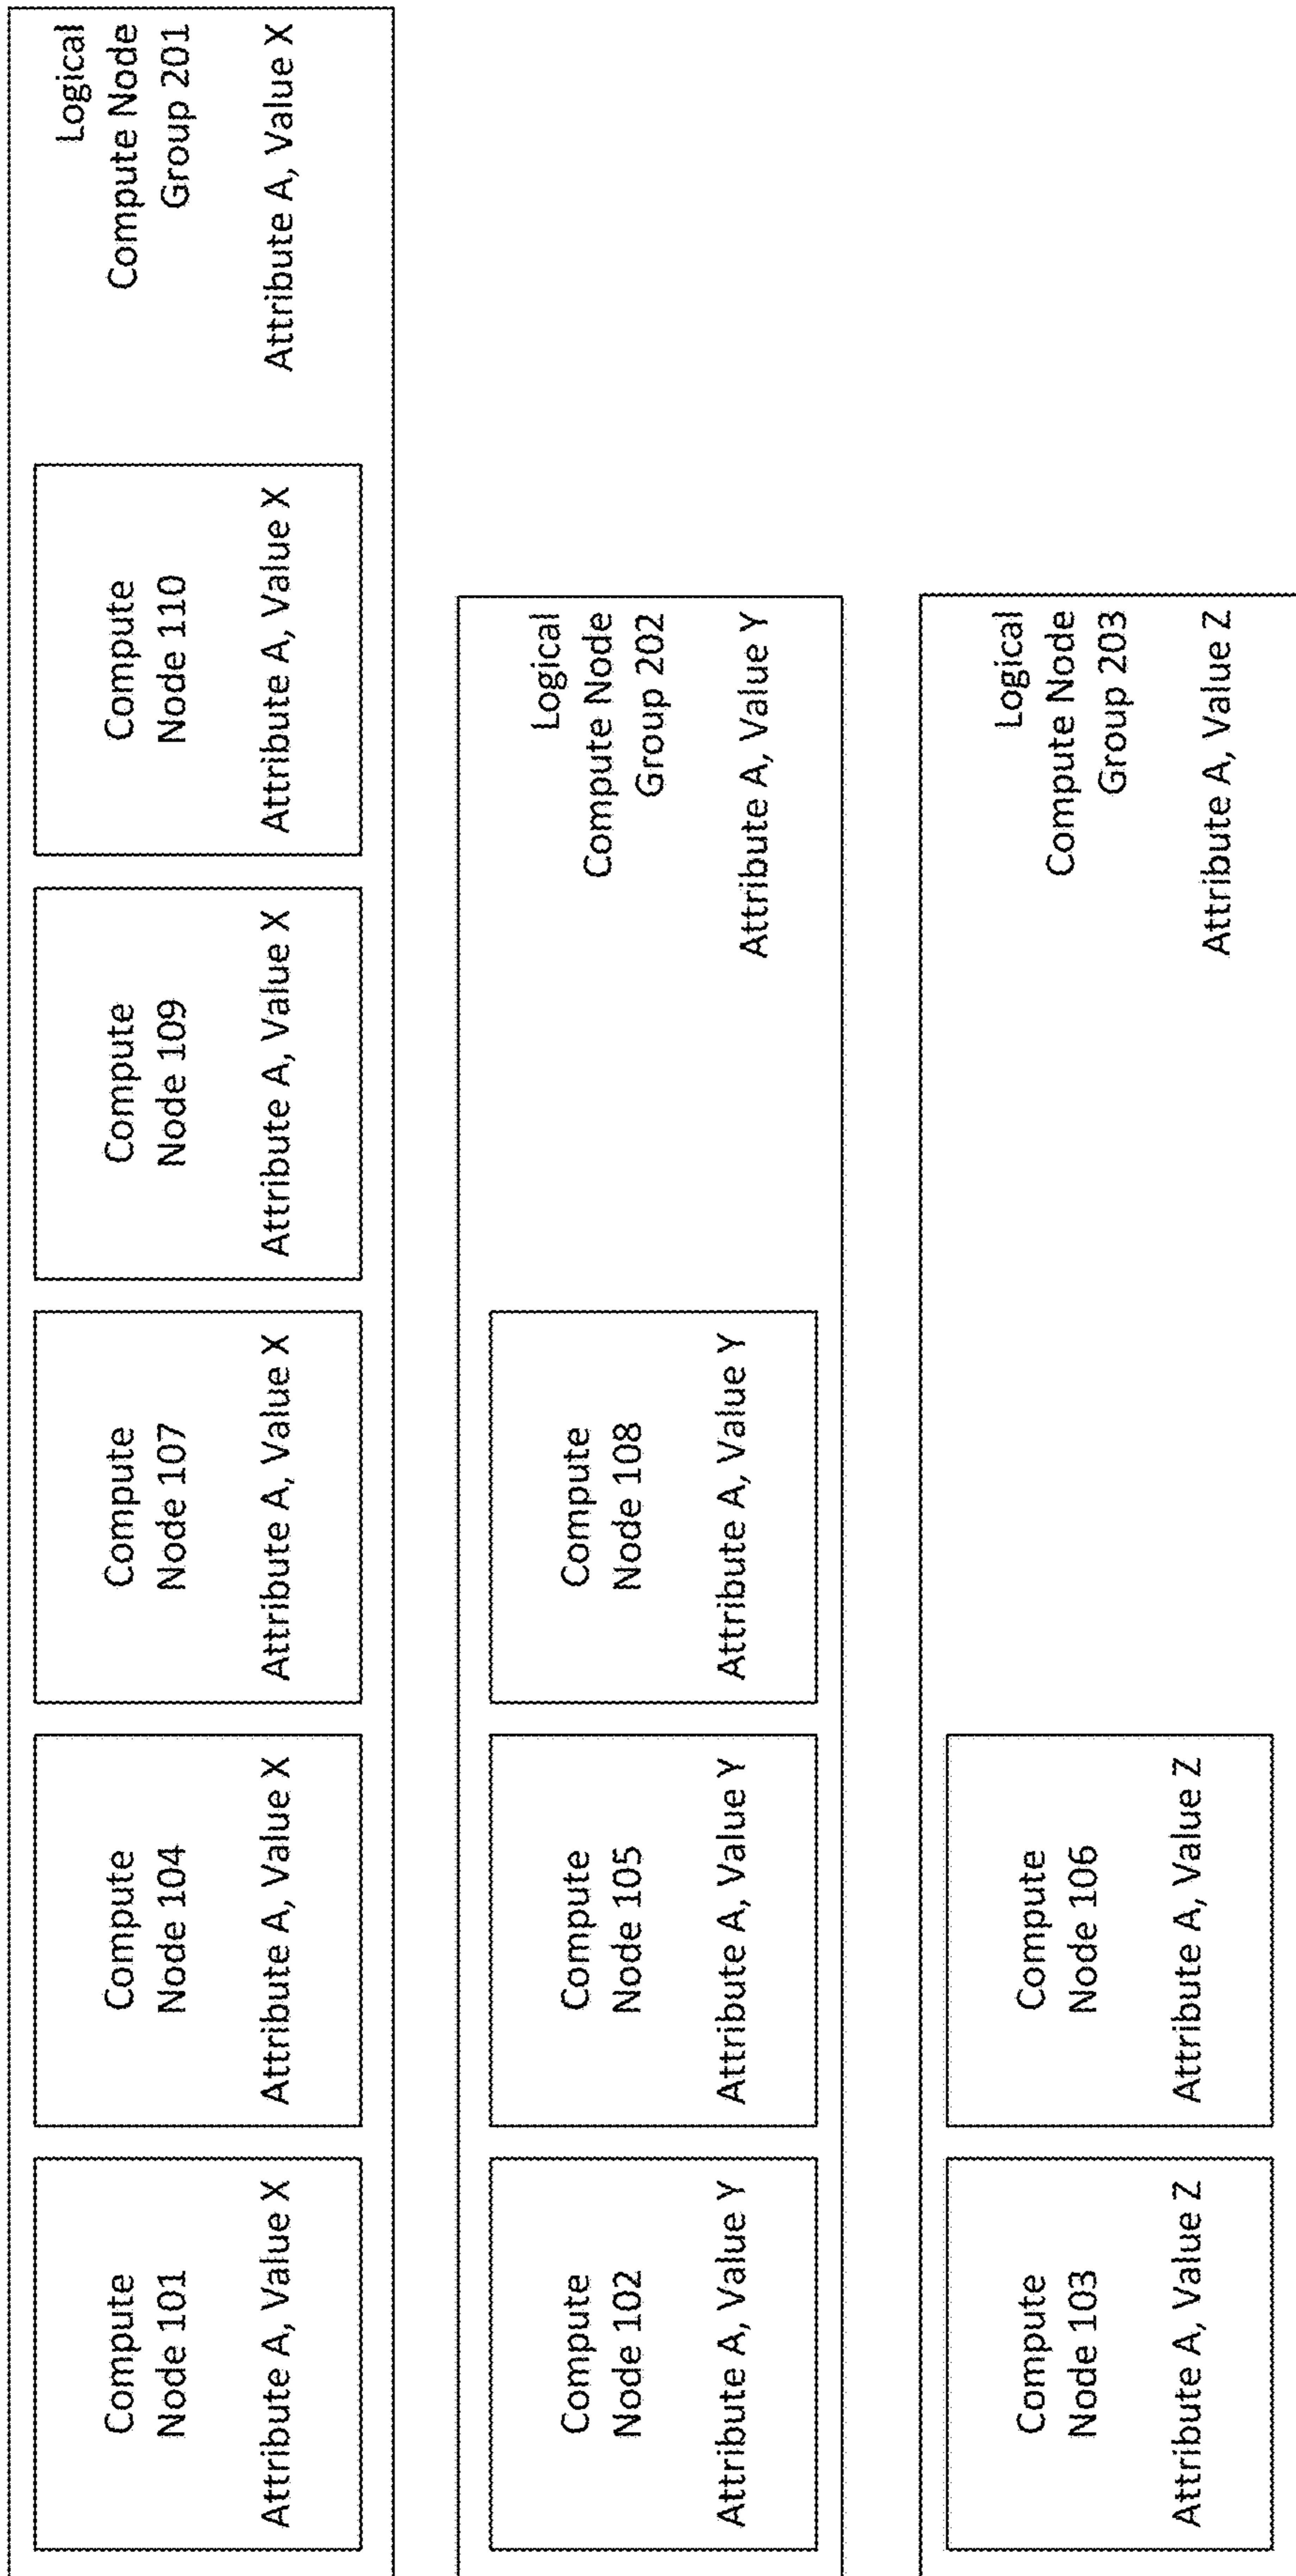 Compute
Node 101
Attribute A, Value X
Compute
Node 104
Attribute A, Value X
Compute
Node 107
Attribute A, Value X
Compute
Node 109
Attribute A, Value X
Compute
Node 110
Attribute A, Value X
Logical
Compute Node
Group 201
Attribute A, Value X
Compute
Node 102
Attribute A, Value Y
Compute
Node 105
Attribute A, Value Y
Compute
Node 108
Attribute A, Value Y
Logical
Compute Node
Group 202
Attribute A, Value Y
Compute
Node 103
Attribute A, Value Z
Compute
Node 106
Attribute A, Value Z
Logical
Compute Node
Group 203
Attribute A, Value Z